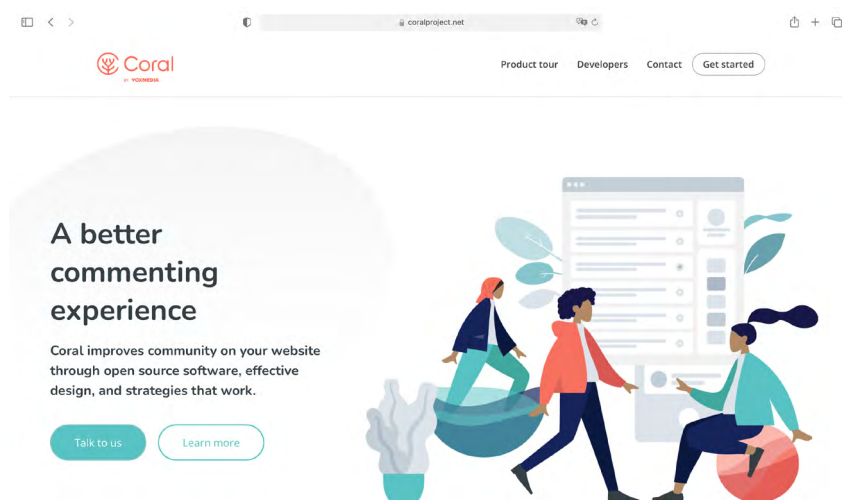 coralproject.net
Coral
BY VOXMEDIA
Product tour
Developers
Contact
Get started
A better
commenting
experience
Coral improves community on your website
through open source software, effective
design, and strategies that work.
Talk to us
Learn more